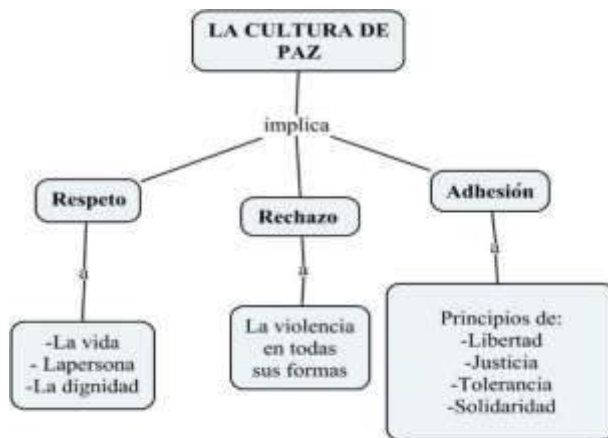 LA CULTURA DE
PAZ
implica
Respeto
Rechazo
Adhesión
a
a
a
-La vida
- Lapersona
-La dignidad
La violencia
en todas
sus formas
Principios de:
-Libertad
-Justicia
-Tolerancia
-Solidaridad